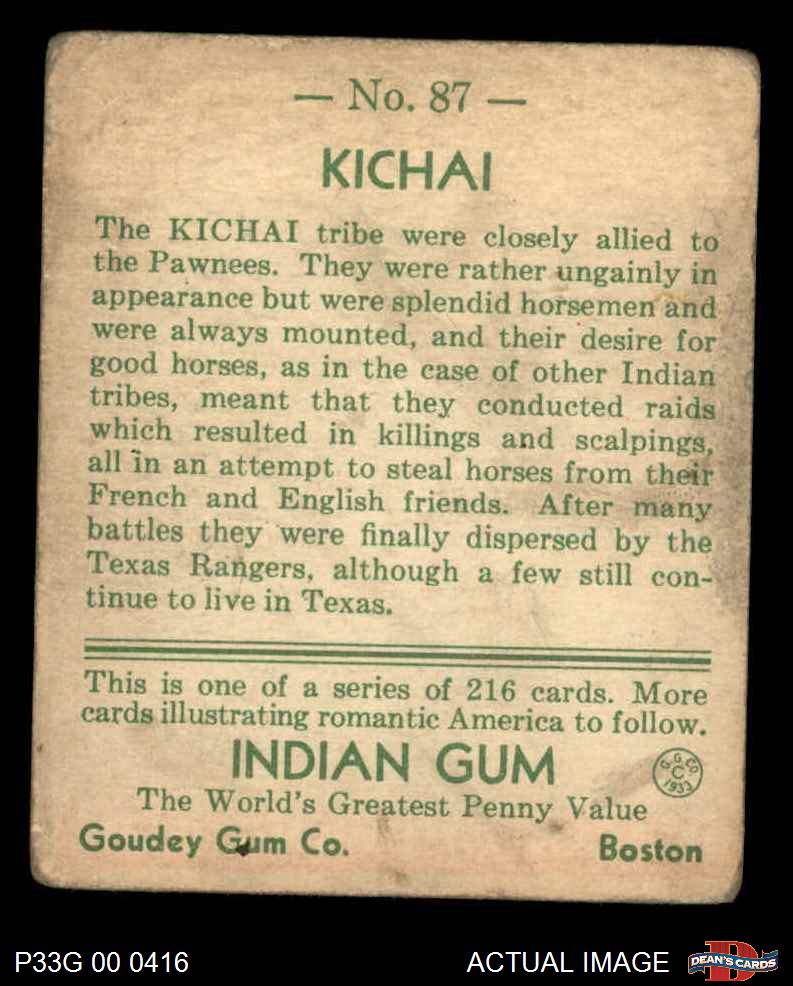 — No. 87 —
KICHAI
The KICHAI tribe were closely allied to
the Pawnees. They were rather ungainly in
appearance but were splendid horsemen and
were always mounted, and their desire for
good horses, as in the case of other Indian
tribes, meant that they conducted raids
which resulted in killings and scalpings,
all in an attempt to steal horses from their
French and English friends. After many
battles they were finally dispersed by the
Texas Rangers, although a few still con-
tinue to live in Texas.
This is one of a series of 216 cards. More
cards illustrating romantic America to follow.
INDIAN GUM
G. G. CO.
C
1933
The World's Greatest Penny Value
Goudey Gum Co. Boston
P33G 00 0416 ACTUAL IMAGE D DEAN'S CARDS